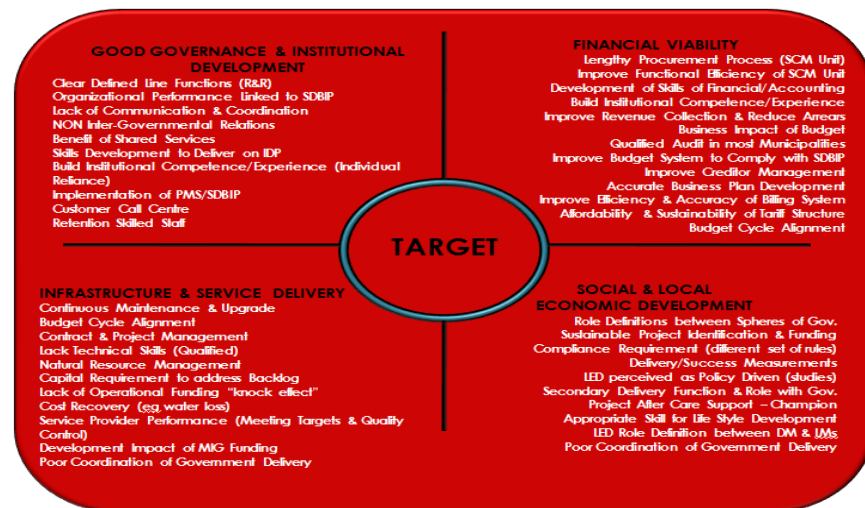 GOOD GOVERNANCE & INSTITUTIONAL
DEVELOPMENT
Clear Defined Line Functions (R&R)
Organizational Performance Linked to SDBIP
Lack of Communication & Coordination
NON Inter-Governmental Relations
Benefit of Shared Services
Skills Development to Deliver on IDP
Build Institutional Competence/Experience (Individual
Reliance)
Implementation of PMS/SDBIP
Customer Call Centre
Retention Skilled Staff
FINANCIAL VIABILITY
Lengthy Procurement Process (SCM Unit)
Improve Functional Efficiency of SCM Unit
Development of Skills of Financial/Accounting
Build Institutional Competence/Experience
Improve Revenue Collection & Reduce Arrears
Business Impact of Budget
Qualified Audit in most Municipalities
Improve Budget System to Comply with SDBIP
Improve Creditor Management
Accurate Business Plan Development
Improve Efficiency & Accuracy of Billing System
Affordability & Sustainability of Tariff Structure
Budget Cycle Alignment
TARGET
INFRASTRUCTURE & SERVICE DELIVERY
Continuous Maintenance & Upgrade
Budget Cycle Alignment
Contract & Project Management
Lack Technical Skills (Qualified)
Natural Resource Management
Capital Requirement to address Backlog
Lack of Operational Funding “knock effect”
Cost Recovery (eg water loss)
Service Provider Performance (Meeting Targets & Quality
Control)
Development Impact of MIG Funding
Poor Coordination of Government Delivery
SOCIAL & LOCAL
ECONOMIC DEVELOPMENT
Role Definitions between Spheres of Gov.
Sustainable Project Identification & Funding
Compliance Requirement (different set of rules)
Delivery/Success Measurements
LED perceived as Policy Driven (studies)
Secondary Delivery Function & Role with Gov.
Project After Care Support – Champion
Appropriate Skill for Life Style Development
LED Role Definition between DM & LMs
Poor Coordination of Government Delivery